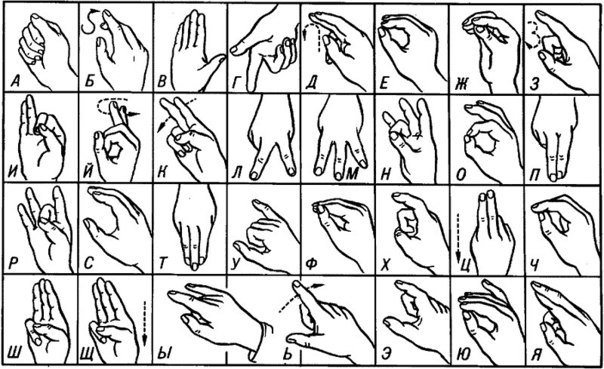 А Б В Г Д Е Ж З
И Й К Л М Н О П
Р С Т У Ф Х Ц Ч
Ш Щ Ы Ь Э Ю Я